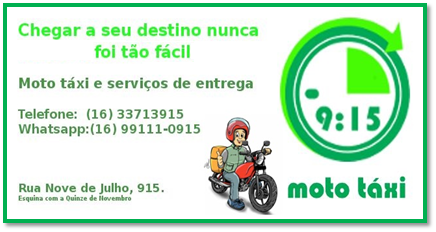 Chegar a seu destino nunca
foi tão fácil
Moto táxi e serviços de entrega
Telefone: (16) 33713915
Whatsapp:(16) 99111-0915
9:15
moto táxi
Rua Nove de Julho, 915.
Esquina com a Quinze de Novembro